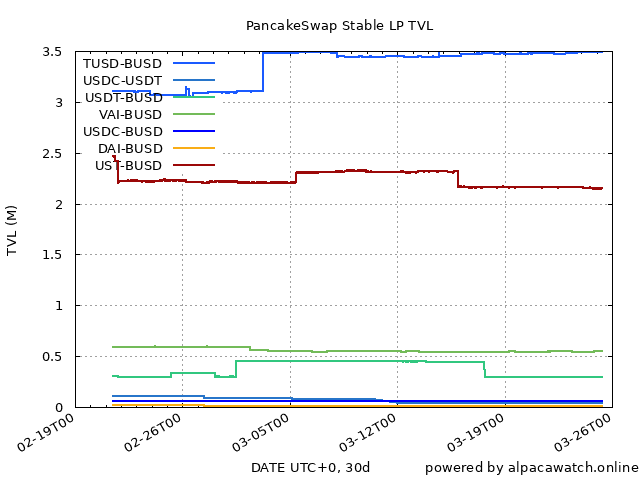 PancakeSwap Stable LP TVL
TVL (M)
3.5
3
2.5
2
1.5
1
0.5
0
TUSD-BUSD
USDC-USDT
USDT-BUSD
VAI-BUSD
USDC-BUSD
DAI-BUSD
UST-BUSD
02-19T00
02-26T00
03-05T00
03-12T00
03-19T00
03-26T00
DATE UTC+0, 30d
powered by alpacawatch.online